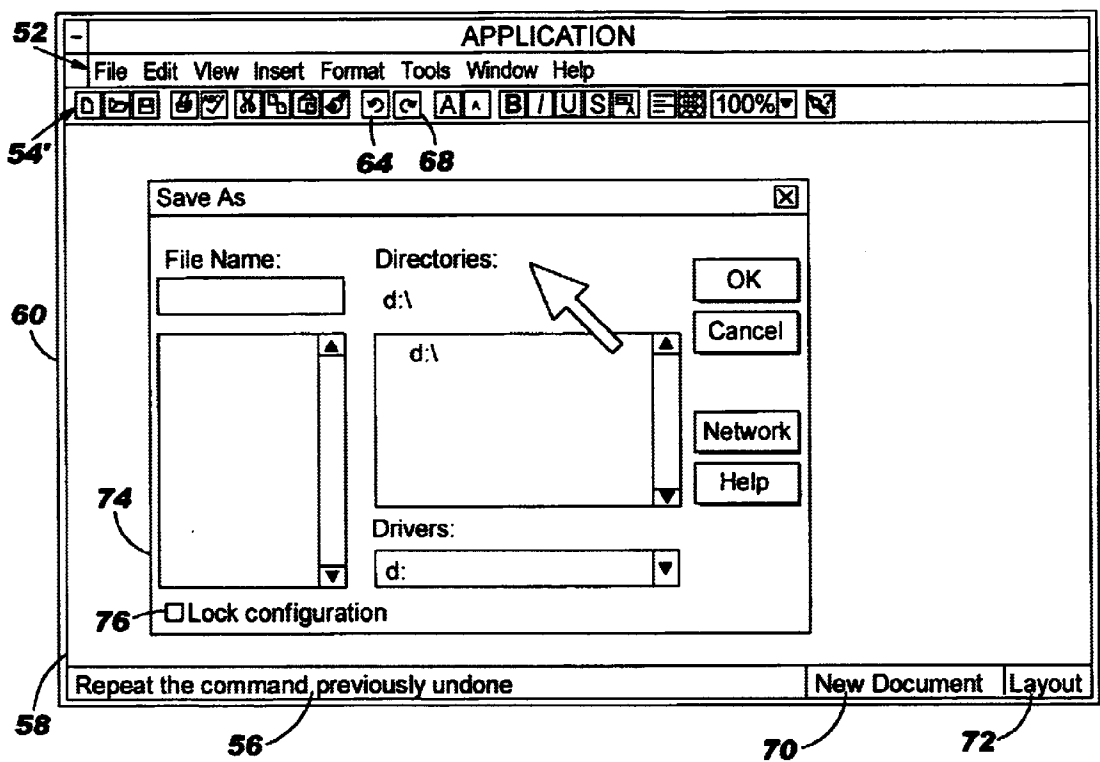 52
APPLICATION
File Edit View Insert Format Tools Window Help
A A B I U S A 100% ?
54'
64 68
Save As
File Name:
Directories:
d:\
OK
60
Cancel
d:\
Network
Help
74
Drivers:
d:
76
Lock configuration
Repeat the command previously undone
New Document
Layout
58
56
70
72